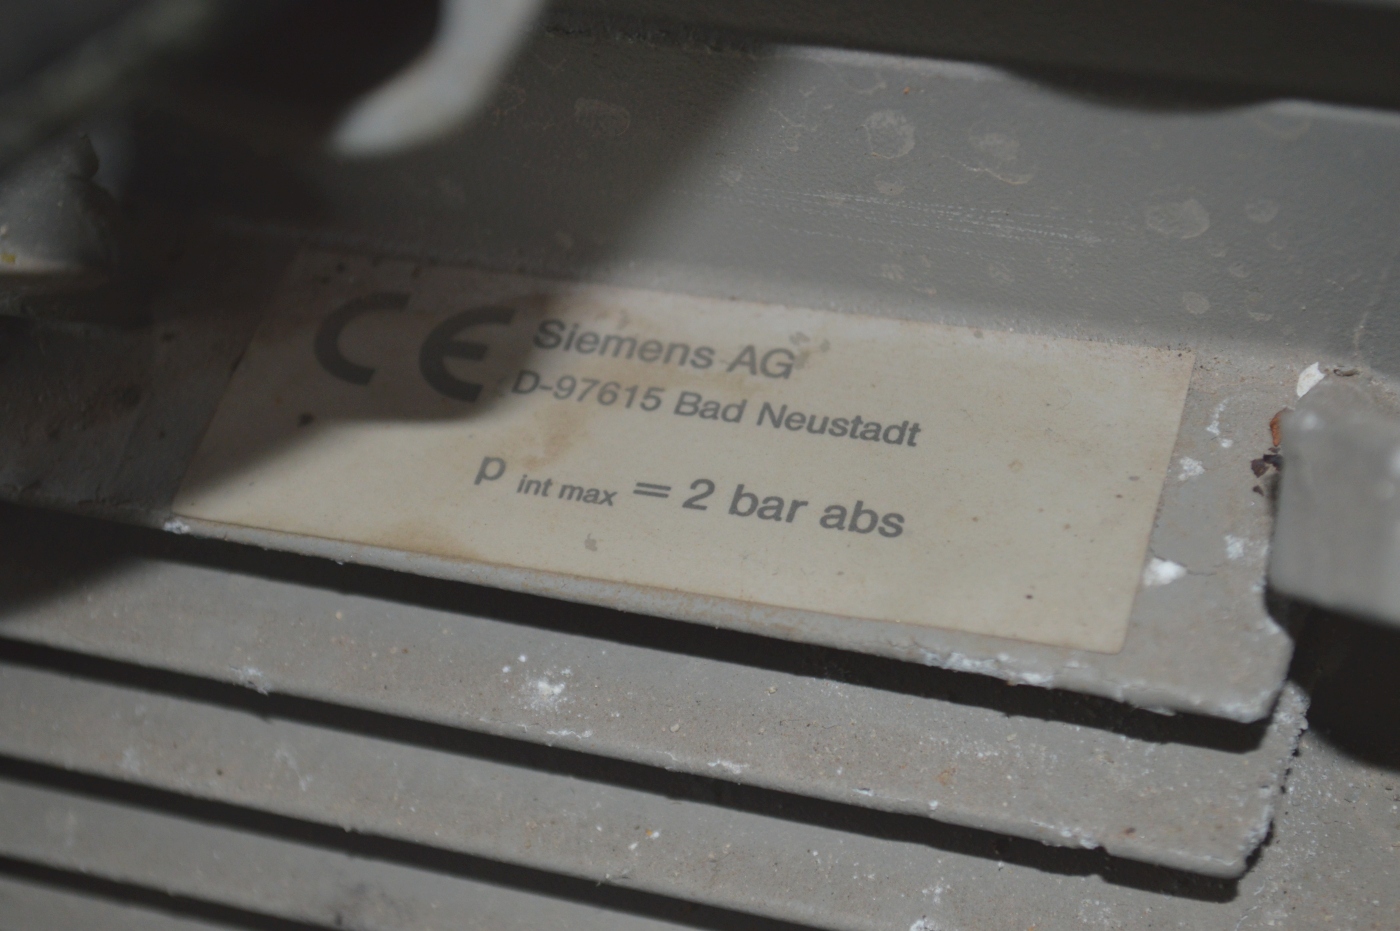 CE Siemens AG
D-97615 Bad Neustadt
p int max = 2 bar abs